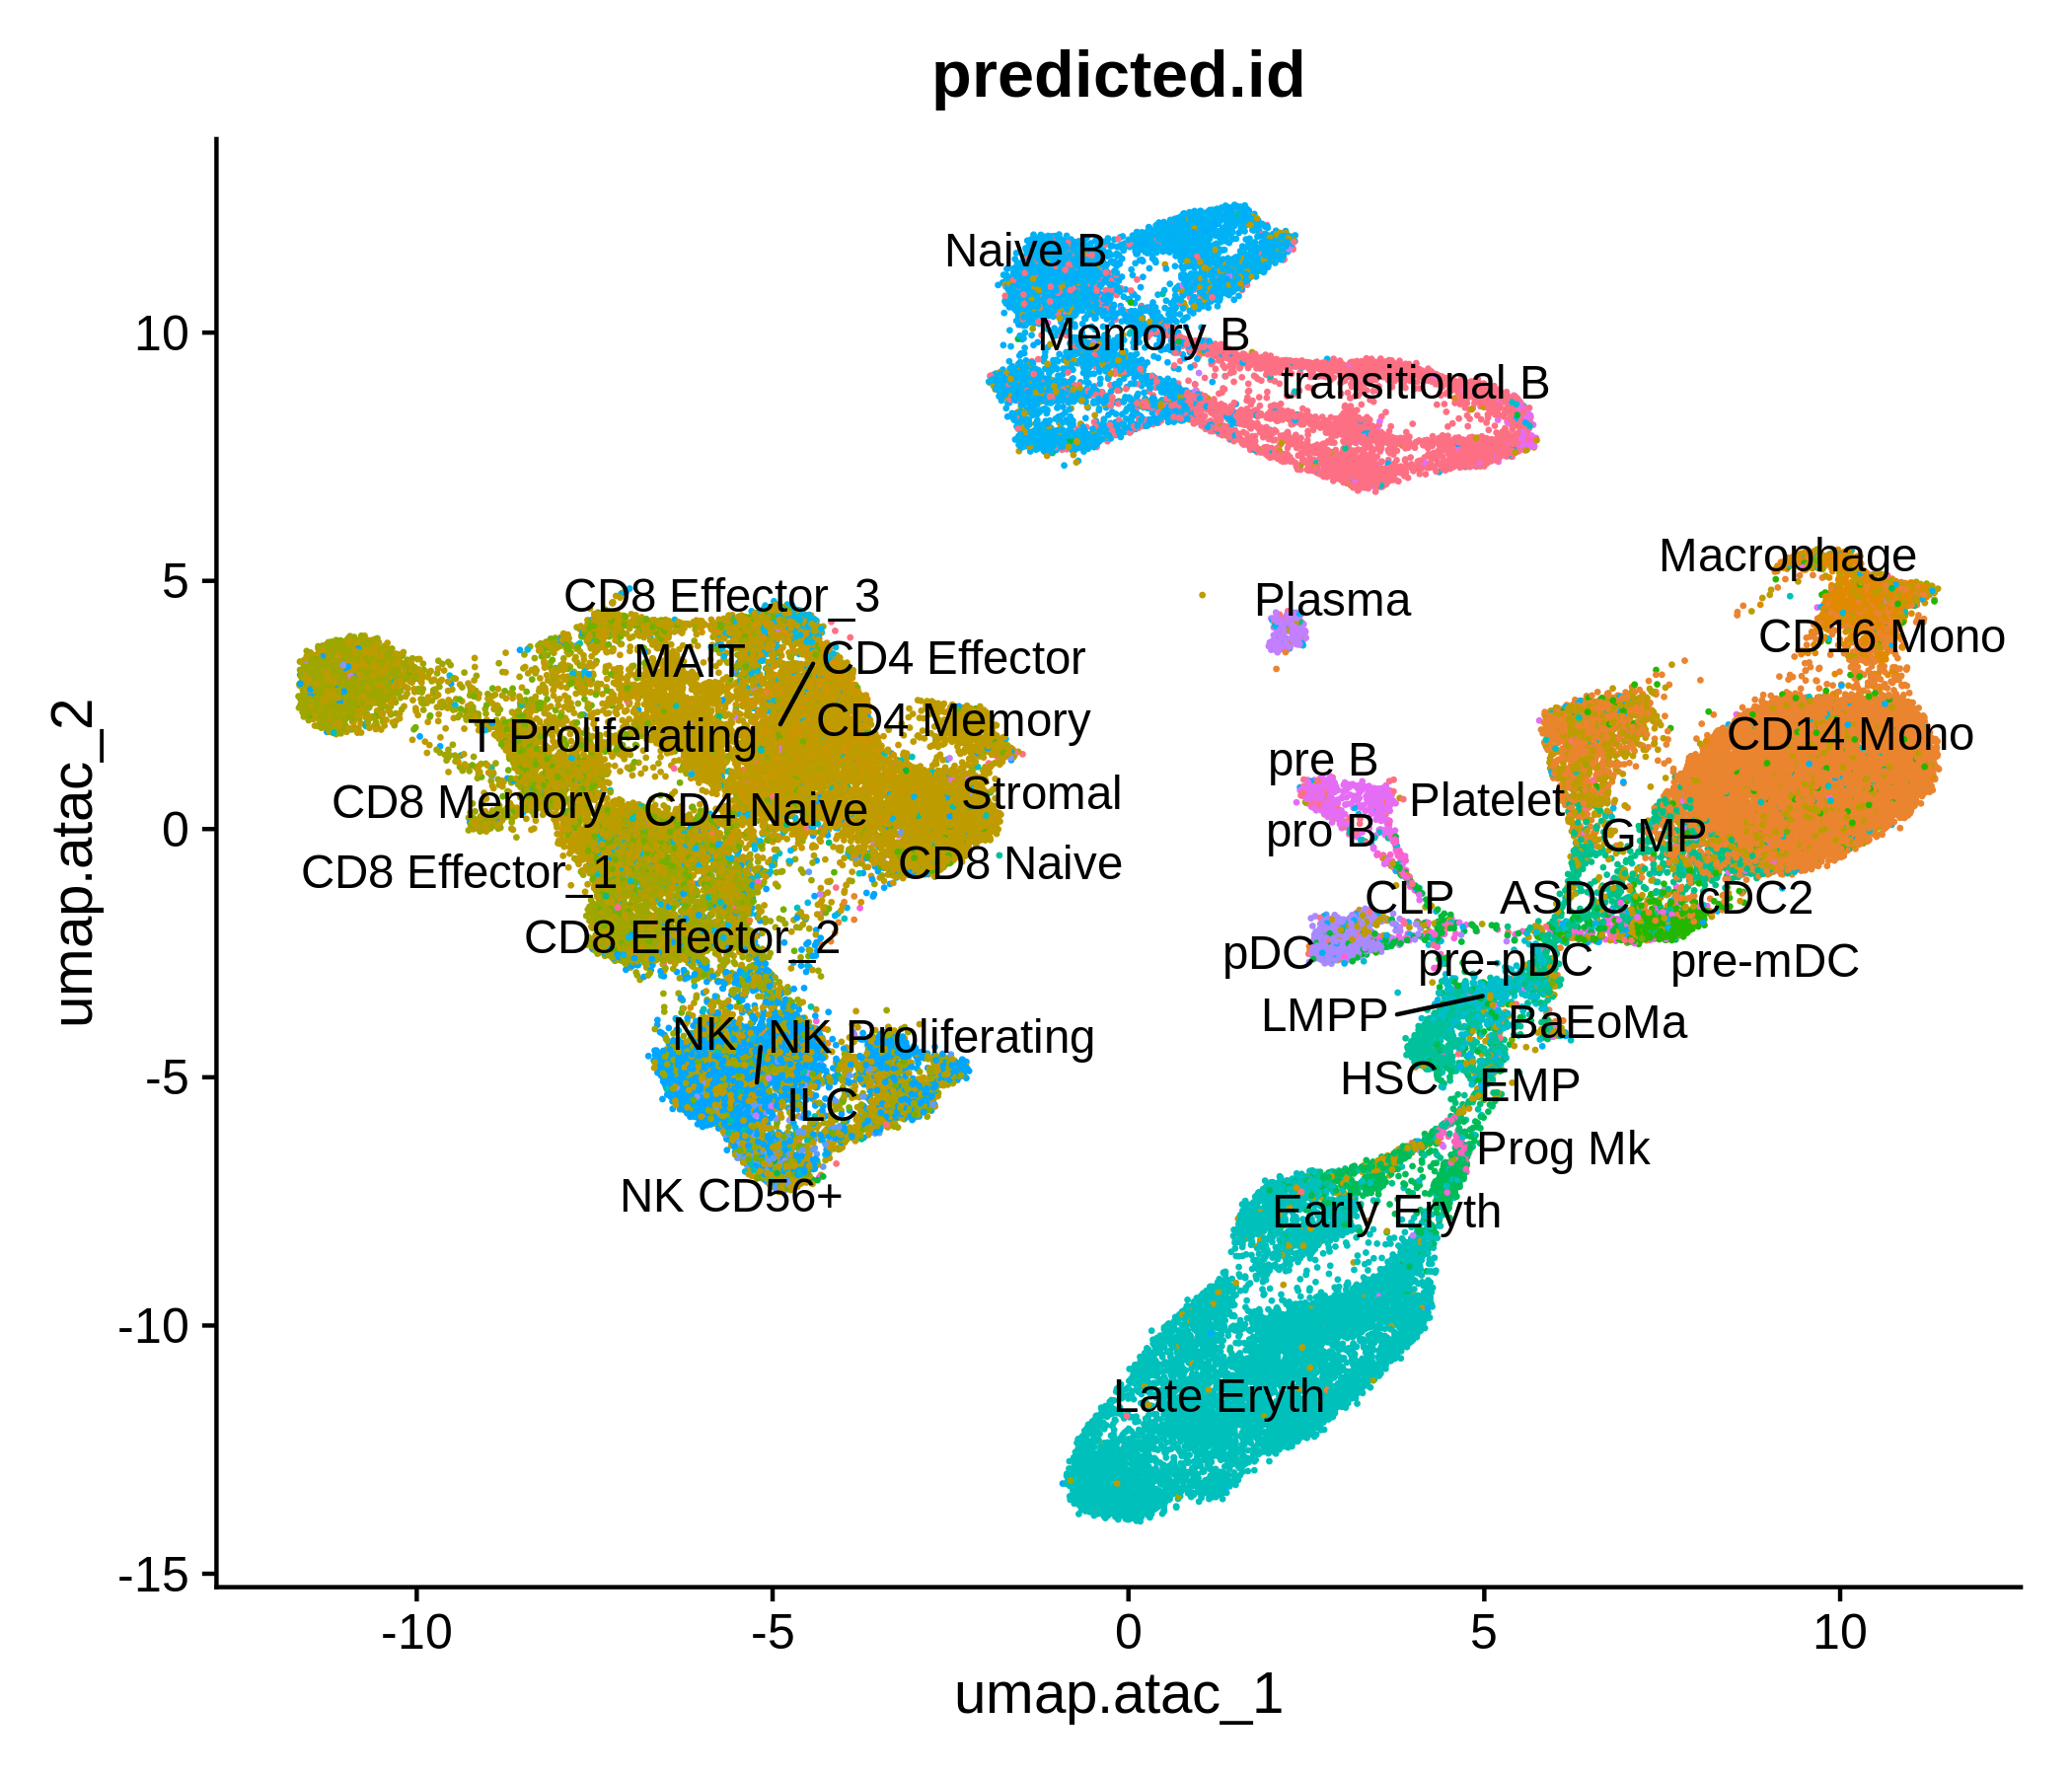 predicted.id
Naive B
10
Memory B
transitional B
Macrophage
5
CD8 Effector_3
Plasma
CD16 Mono
MAIT
CD4 Effector
CD4 Memory
T Proliferating
CD14 Mono
pre B
Stromal
CD8 Memory
CD4 Naive
Platelet
0
pro B
GMP
CD8 Naive
CD8 Effector_1
CLP
ASDC
cDC2
CD8 Effector_2
pDC
pre-pDC
pre-mDC
LMPP
BaEoMa
NK
NK Proliferating
-5
HSC
EMP
ILC
Prog Mk
NK CD56+
Early Eryth
-10
Late Eryth
-15
umap.atac_2
-10
-5
0
5
10
umap.atac_1